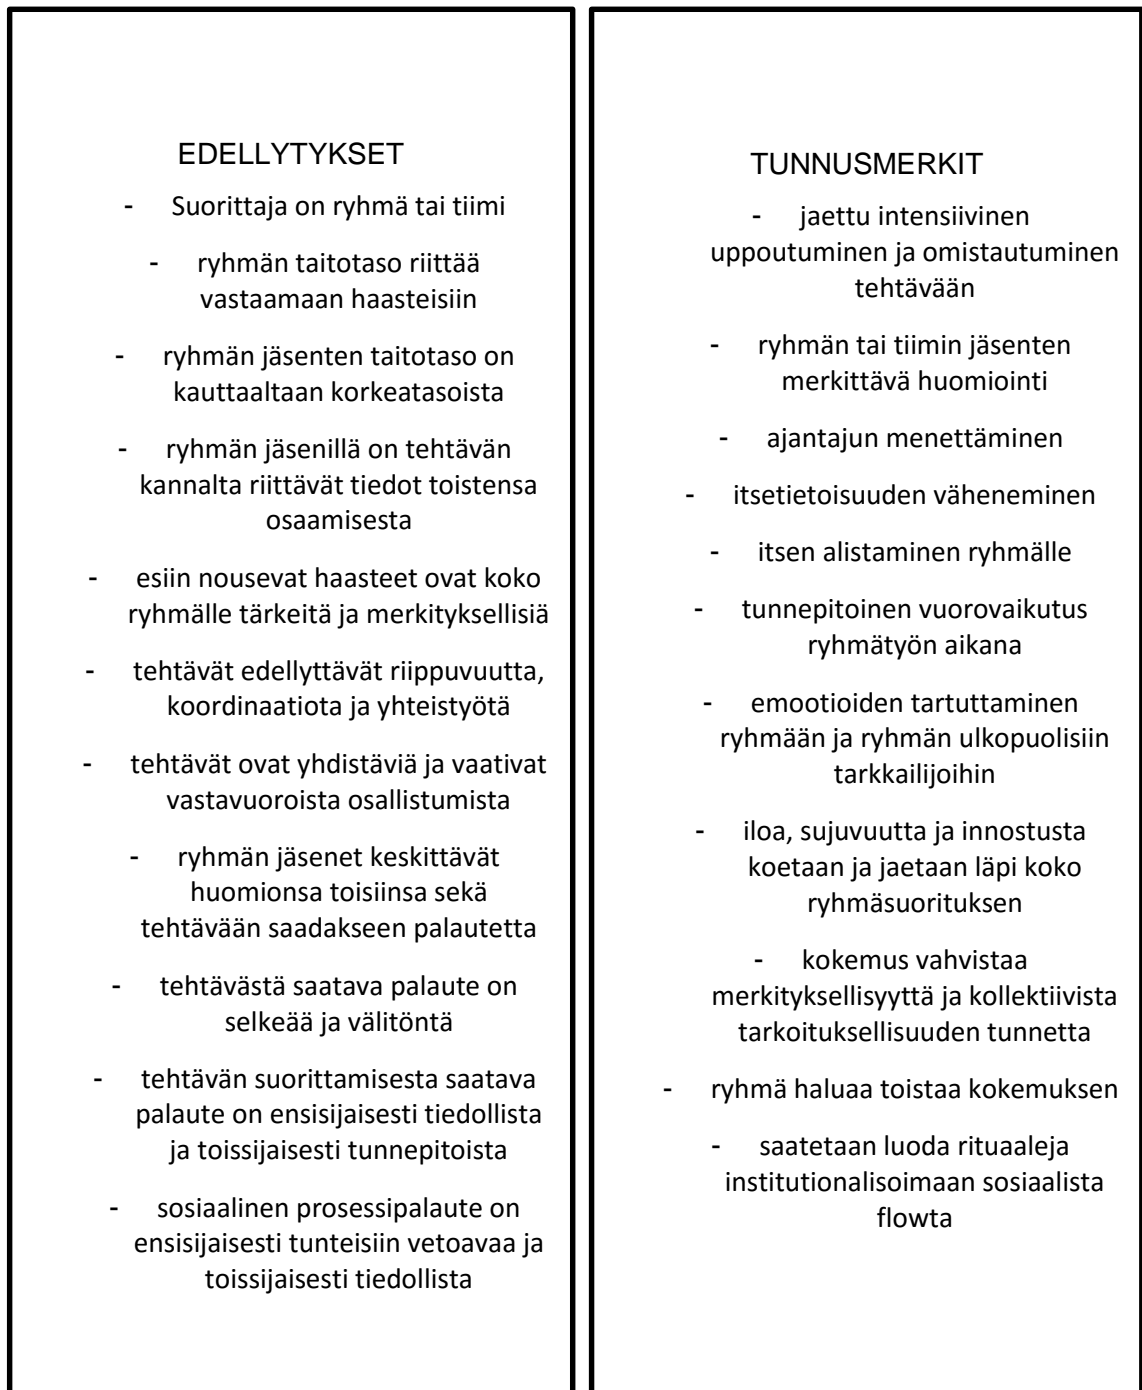 EDELLYTYKSET
- Suorittaja on ryhmä tai tiimi
- ryhmän taitotaso riittää
vastaamaan haasteisiin
- ryhmän jäsenten taitotaso on
kauttaaltaan korkeatasoista
- ryhmän jäsenillä on tehtävän
kannalta riittävät tiedot toistensa
osaamisesta
- esiin nousevat haasteet ovat koko
ryhmälle tärkeitä ja merkityksellisiä
- tehtävät edellyttävät riippuvuutta,
koordinaatiota ja yhteistyötä
- tehtävät ovat yhdistäviä ja vaativat
vastavuoroista osallistumista
- ryhmän jäsenet keskittävät
huomionsa toisiinsa sekä
tehtävään saadakseen palautetta
- tehtävästä saatava palaute on
selkeää ja välitöntä
- tehtävän suorittamisesta saatava
palaute on ensisijaisesti tiedollista
ja toissijaisesti tunnepitoista
- sosiaalinen prosessipalaute on
ensisijaisesti tunteisiin vetoavaa ja
toissijaisesti tiedollista
TUNNUSMERKIT
- jaettu intensiivinen
uppoutuminen ja omistautuminen
tehtävään
- ryhmän tai tiimin jäsenten
merkittävä huomiointi
- ajantajun menettäminen
- itsetietoisuuden väheneminen
- itsen alistaminen ryhmälle
- tunnepitoinen vuorovaikutus
ryhmätyön aikana
- emootioiden tartuttaminen
ryhmään ja ryhmän ulkopuolisiin
tarkkailijoihin
- iloa, sujuvuutta ja innostusta
koetaan ja jaetaan läpi koko
ryhmäsuorituksen
- kokemus vahvistaa
merkityksellisyyttä ja kollektiivista
tarkoituksellisuuden tunnetta
- ryhmä haluaa toistaa kokemuksen
- saatetaan luoda rituaaleja
institutionalisoimaan sosiaalista
flowta